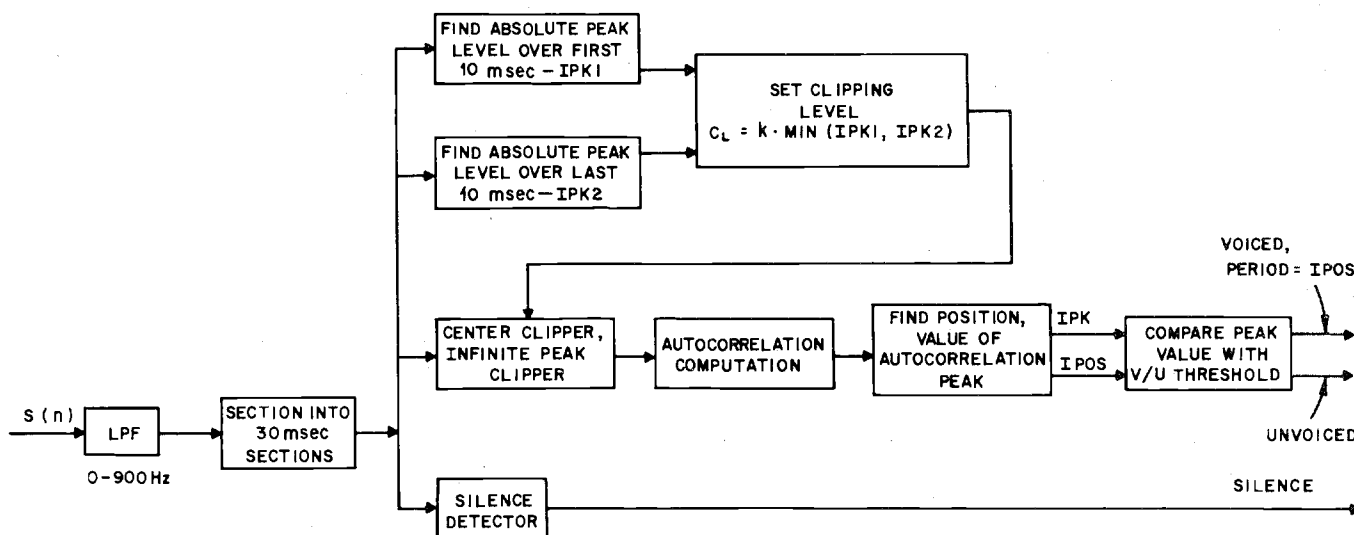 FIND ABSOLUTE PEAK
LEVEL OVER FIRST
10 msec – IPK1
SET CLIPPING
LEVEL
CL = k · MIN (IPK1, IPK2)
FIND ABSOLUTE PEAK
LEVEL OVER LAST
10 msec – IPK2
VOICED,
PERIOD = IPOS
CENTER CLIPPER,
INFINITE PEAK
CLIPPER
AUTOCORRELATION
COMPUTATION
FIND POSITION,
VALUE OF
AUTOCORRELATION
PEAK
IPK
IPOS
COMPARE PEAK
VALUE WITH
V/U THRESHOLD
UNVOICED
S (n)
LPF
0-900Hz
SECTION INTO
30 msec
SECTIONS
SILENCE
DETECTOR
SILENCE